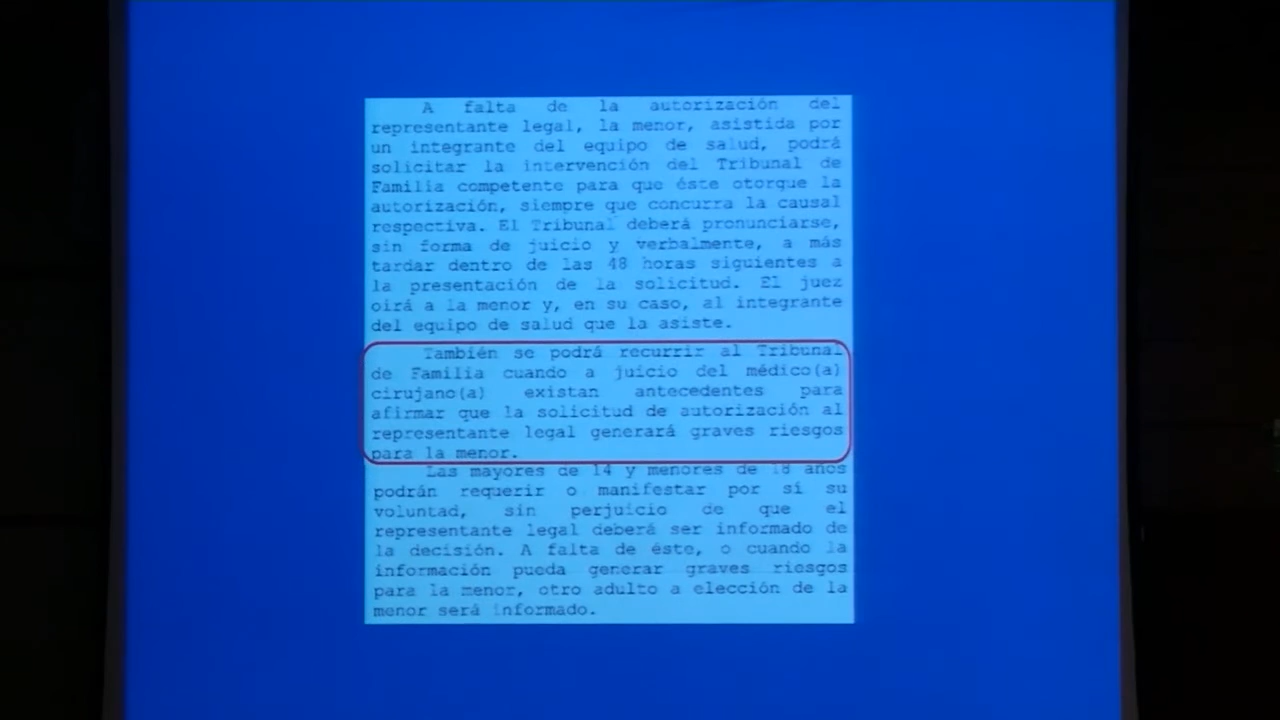 A falta de la autorización del
representante legal, la menor, asistida por
un integrante del equipo de salud, podrá
solicitar la intervención del Tribunal de
Familia competente para que éste otorgue la
autorización, siempre que concurra la causal
respectiva. El Tribunal deberá pronunciarse,
sin forma de juicio y verbalmente, a más
tardar dentro de las 48 horas siguientes a
la presentación de la solicitud. El juez
oirá a la menor y, en su caso, al integrante
del equipo de salud que la asiste.
También se podrá recurrir al Tribunal
de Familia cuando a juicio del médico(a)
cirujano(a) existan antecedentes para
afirmar que la solicitud de autorización al
representante legal generará graves riesgos
para la menor.
Las mayores de 14 y menores de 18 años
podrán requerir o manifestar por sí su
voluntad, sin perjuicio de que el
representante legal deberá ser informado de
la decisión. A falta de éste, o cuando la
información pueda generar graves riesgos
para la menor, otro adulto a elección de la
menor será informado.